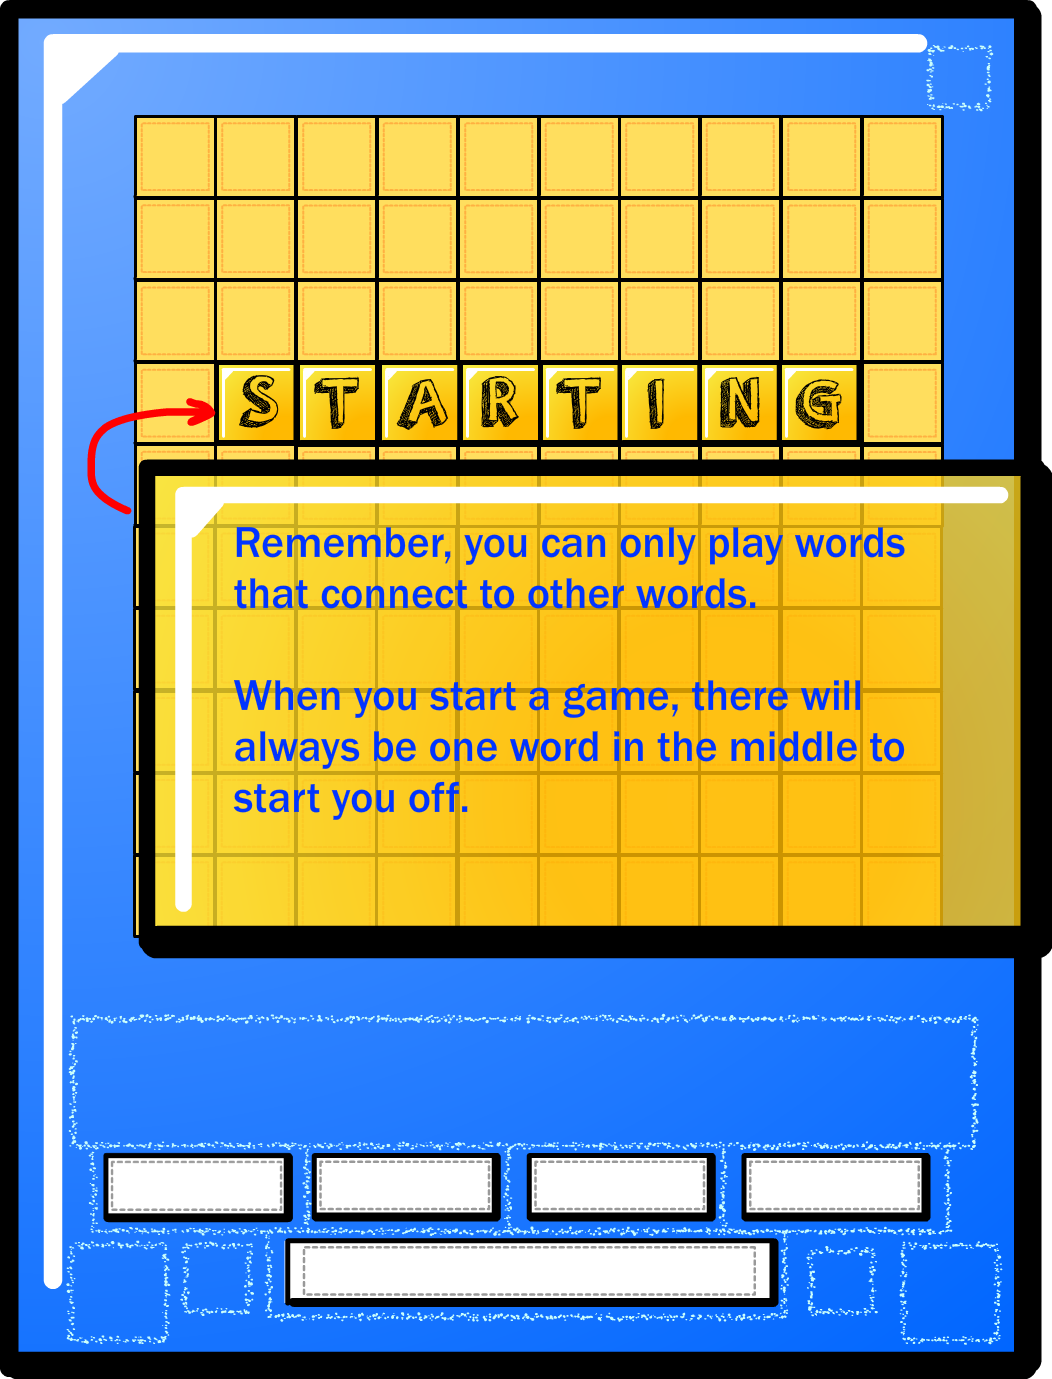 STARTING
Remember, you can only play words
that connect to other words.
When you start a game, there will
always be one word in the middle to
start you off.